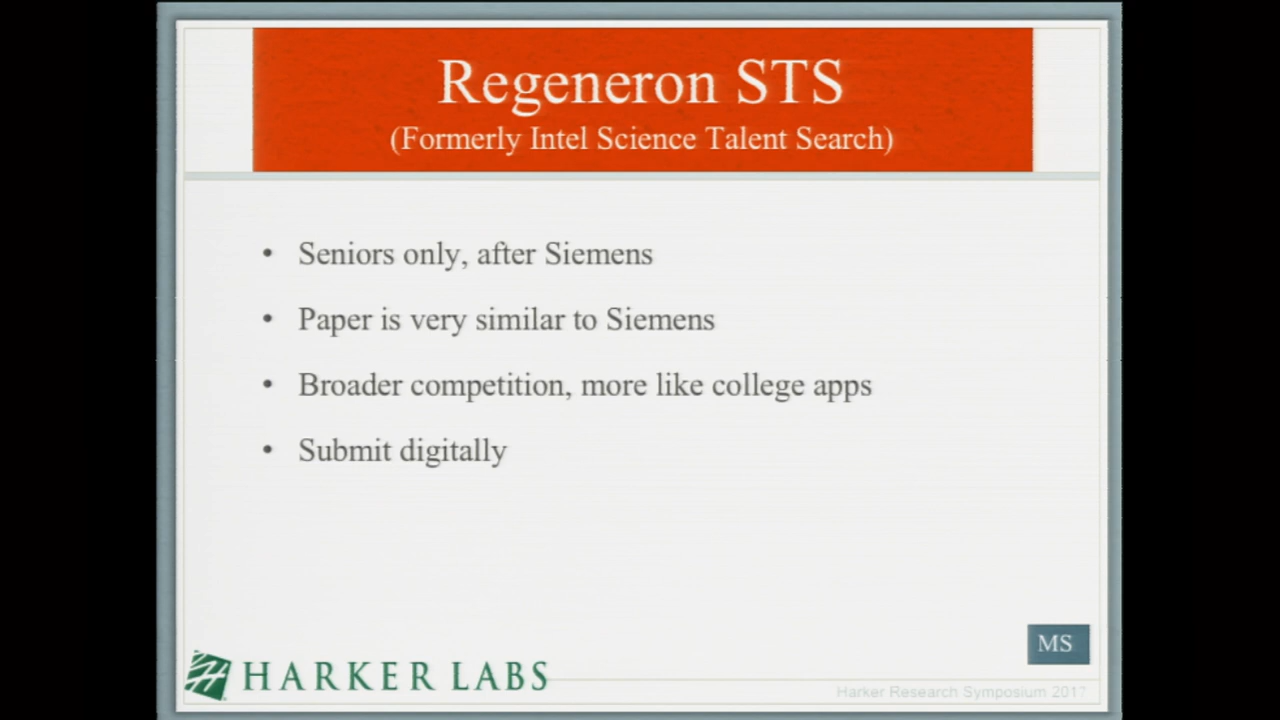 Regeneron STS
(Formerly Intel Science Talent Search)
• Seniors only, after Siemens
• Paper is very similar to Siemens
• Broader competition, more like college apps
• Submit digitally
MS
HARKER LABS
Harker Research Symposium 2017